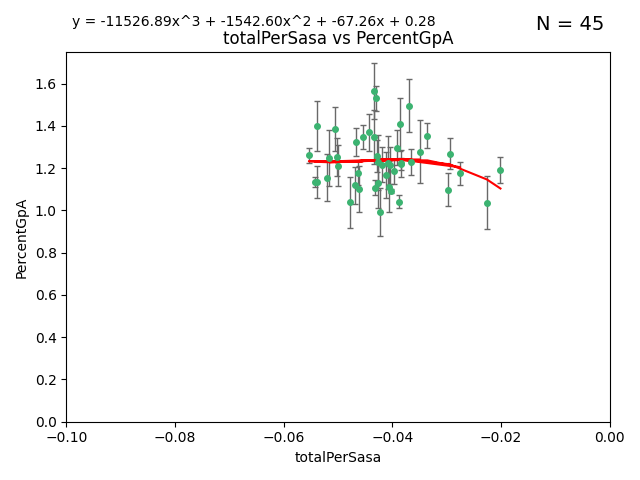 y = -11526.89x^3 + -1542.60x^2 + -67.26x + 0.28
N = 45
totalPerSasa vs PercentGpA
PercentGpA
1.6
1.4
1.2
1.0
0.8
0.6
0.4
0.2
0.0
−0.10 −0.08 −0.06 −0.04 −0.02 0.00
totalPerSasa